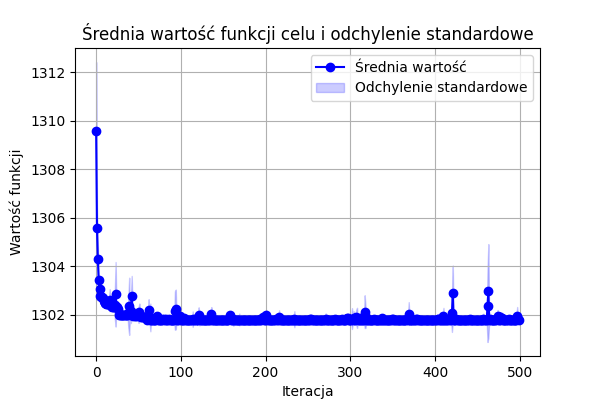 Średnia wartość funkcji celu i odchylenie standardowe
Średnia wartość
Odchylenie standardowe
Wartość funkcji
1312
1310
1308
1306
1304
1302
0 100 200 300 400 500
Iteracja